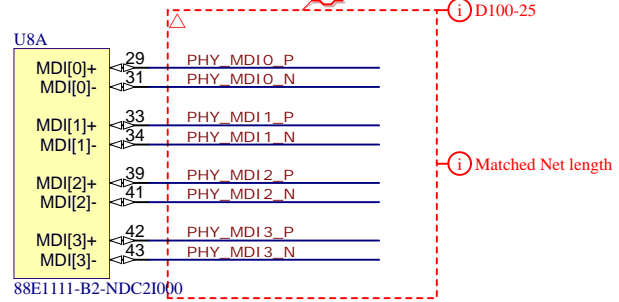 D100-25
U8A
MDI[0]+ 29 PHY_MDI0_P
MDI[0]- 31 PHY_MDI0_N
MDI[1]+ 33 PHY_MDI1_P
MDI[1]- 34 PHY_MDI1_N
Matched Net length
MDI[2]+ 39 PHY_MDI2_P
MDI[2]- 41 PHY_MDI2_N
MDI[3]+ 42 PHY_MDI3_P
MDI[3]- 43 PHY_MDI3_N
88E1111-B2-NDC2I000